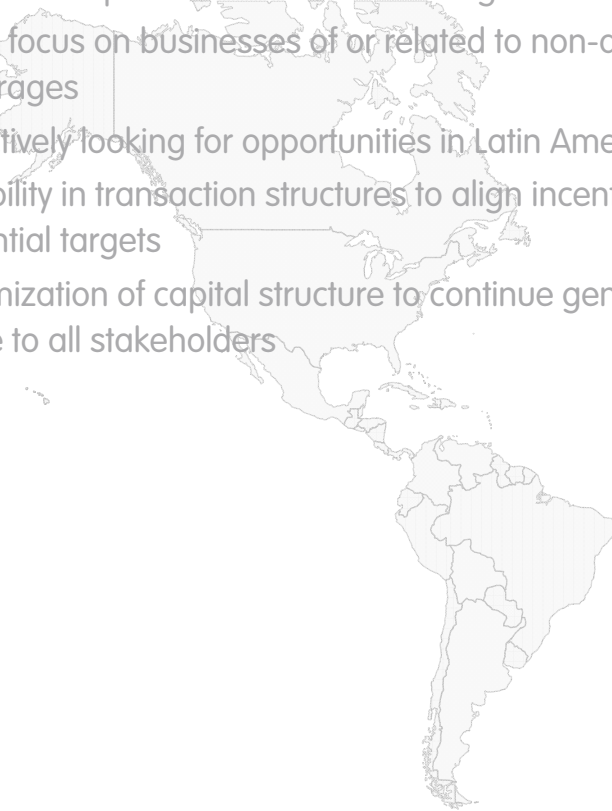 focus on businesses of or related to non-
rages
tively looking for opportunities in Latin Ame
bility in transaction structures to align incent
ntial targets
mization of capital structure to continue gen
e to all stakeholders